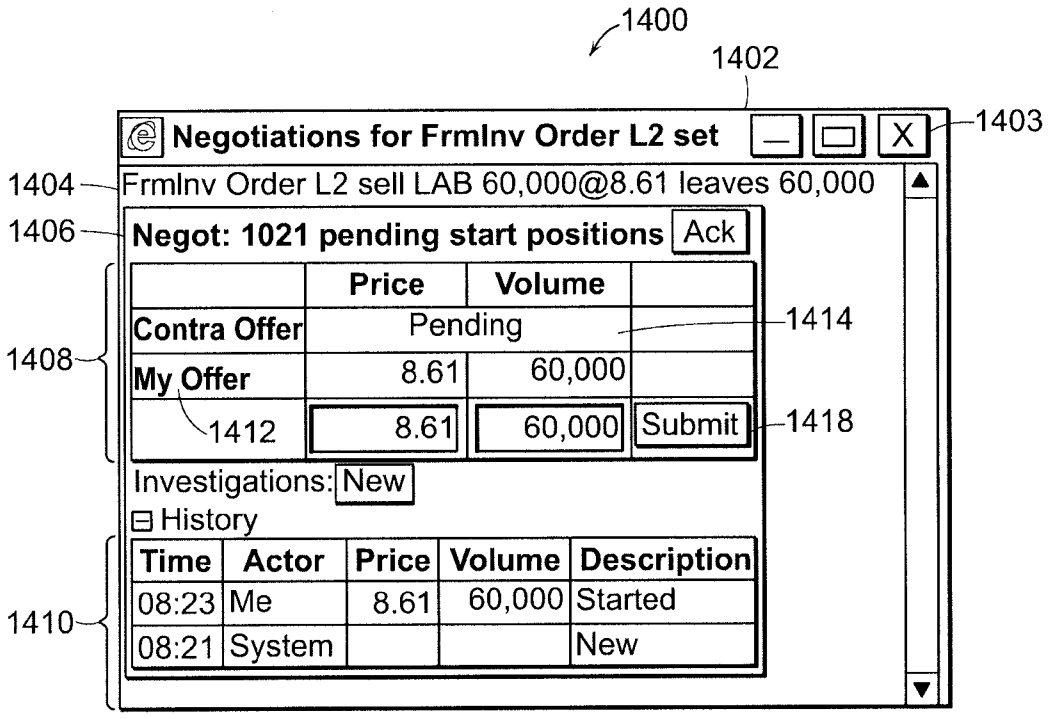 1400
1402
Negotiations for FrmInv Order L2 set X 1403
1404 FrmInv Order L2 sell LAB 60,000@8.61 leaves 60,000
1406 Negot: 1021 pending start positions Ack
Price Volume
Contra Offer Pending 1414
1408
My Offer 8.61 60,000
1412 8.61 60,000 Submit 1418
Investigations: New
History
Time Actor Price Volume Description
08:23 Me 8.61 60,000 Started
1410
08:21 System New